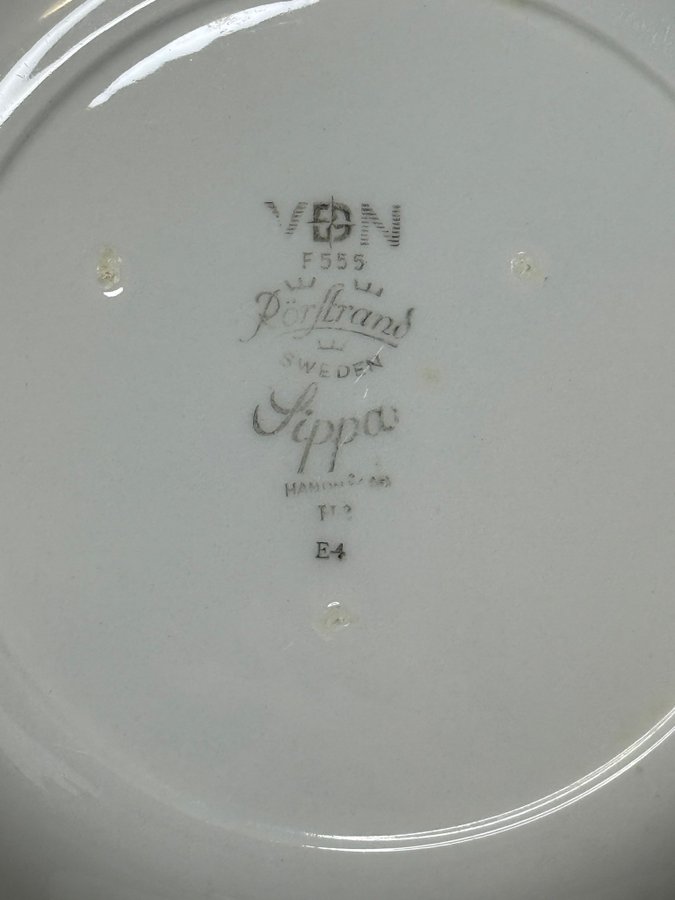 VDN
F555
Rörstrand
SWEDEN
Sippa
E4